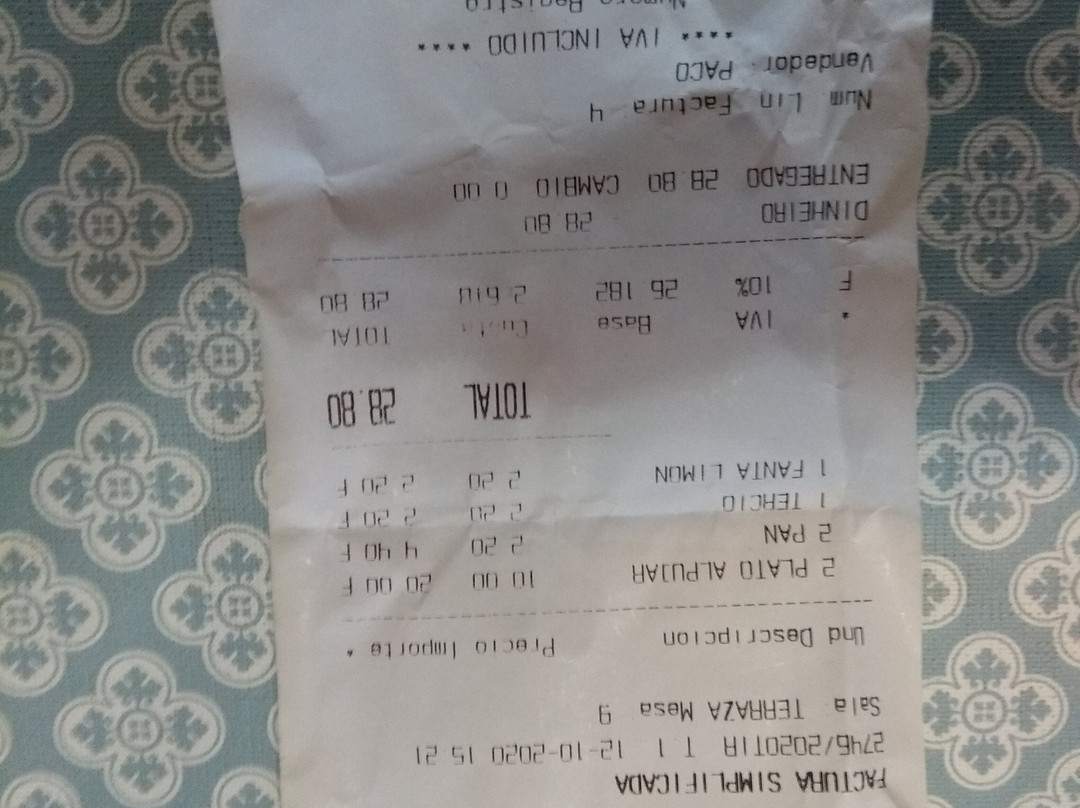 FACTURA SIMPLIFICADA
2746/2020TIR T 1 12-10-2020 15 21
Sala TERRAZA Mesa 9
Und Descripcion Precio Importe *
2 PLATO ALPUJAR 10 00 20 00 F
2 PAN 2 20 4 40 F
1 TERCIO 2 20 2 20 F
1 FANTA LIMON 2 20 2 20 F
TOTAL 28.80
* IVA Base Cuota TOTAL
F 10% 26 182 2 618 28 80
DINHEIRO 28 80
ENTREGADO 28 80 CAMBIO 0 00
Num Lin Factura 4
Vendedor PACO
**** IVA INCLUIDO ****
Numero Registro